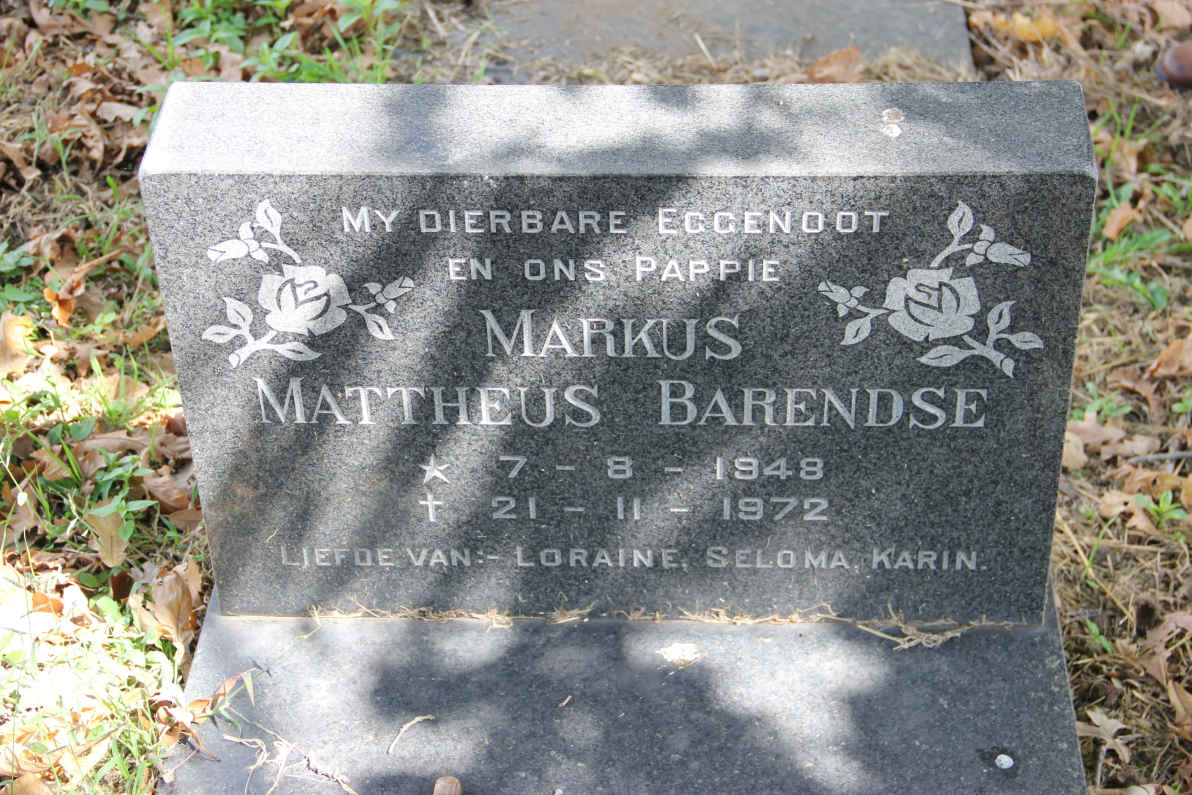 My dierbare Eggenoot
en ons Pappie
Markus
Mattheus Barendse
7 - 8 - 1948
† 21 - 11 - 1972
Liefde van:- Loraine, Seloma, Karin.